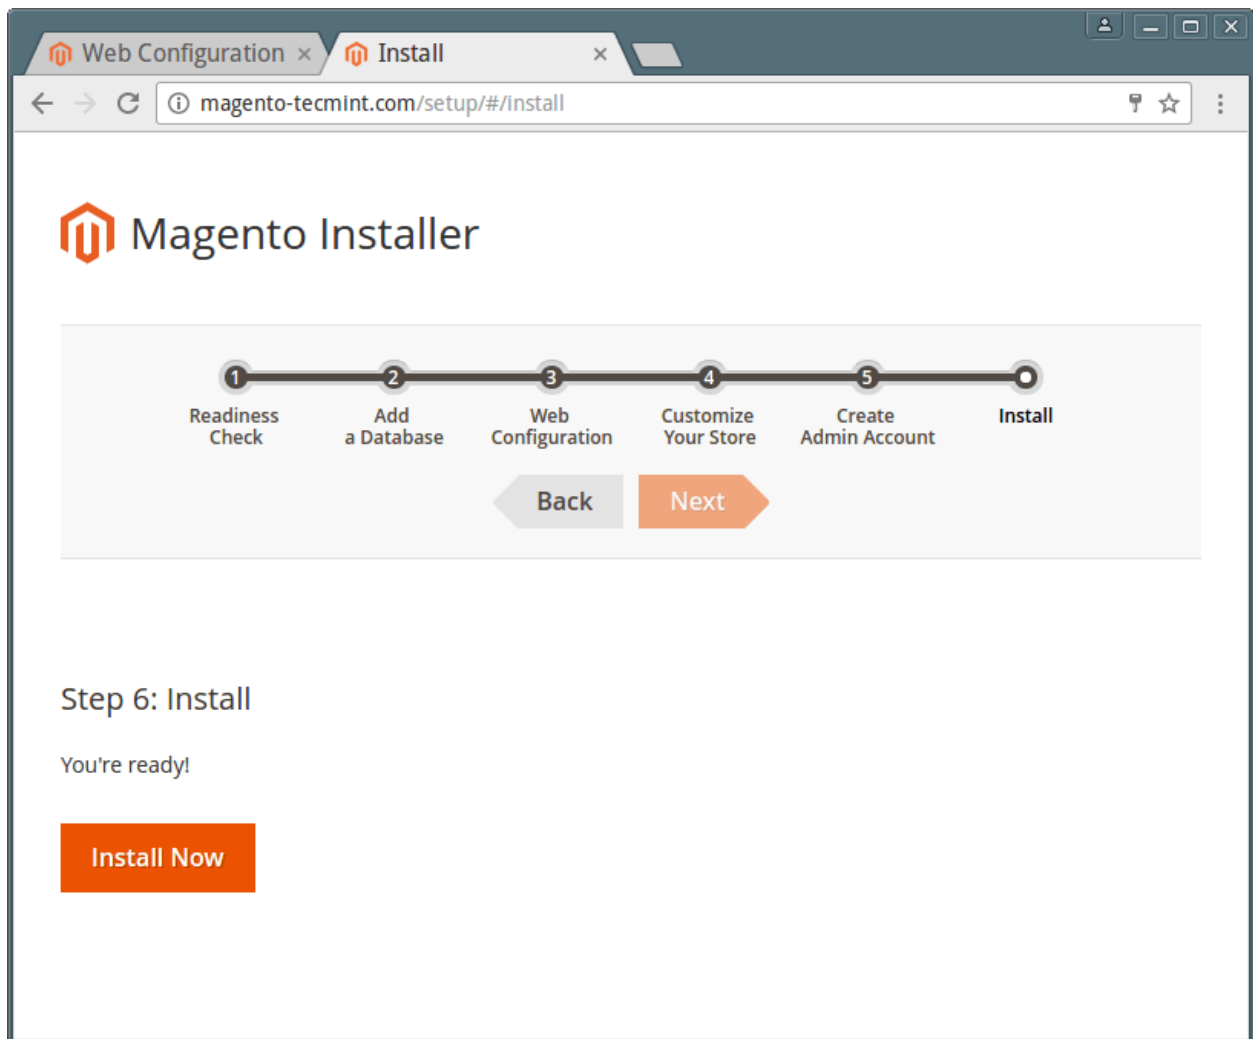 Web Configuration
Install
magento-tecmint.com/setup/#/install
Magento Installer
1 2 3 4 5
Readiness Check
Add a Database
Web Configuration
Customize Your Store
Create Admin Account
Install
Back
Next
Step 6: Install
You're ready!
Install Now